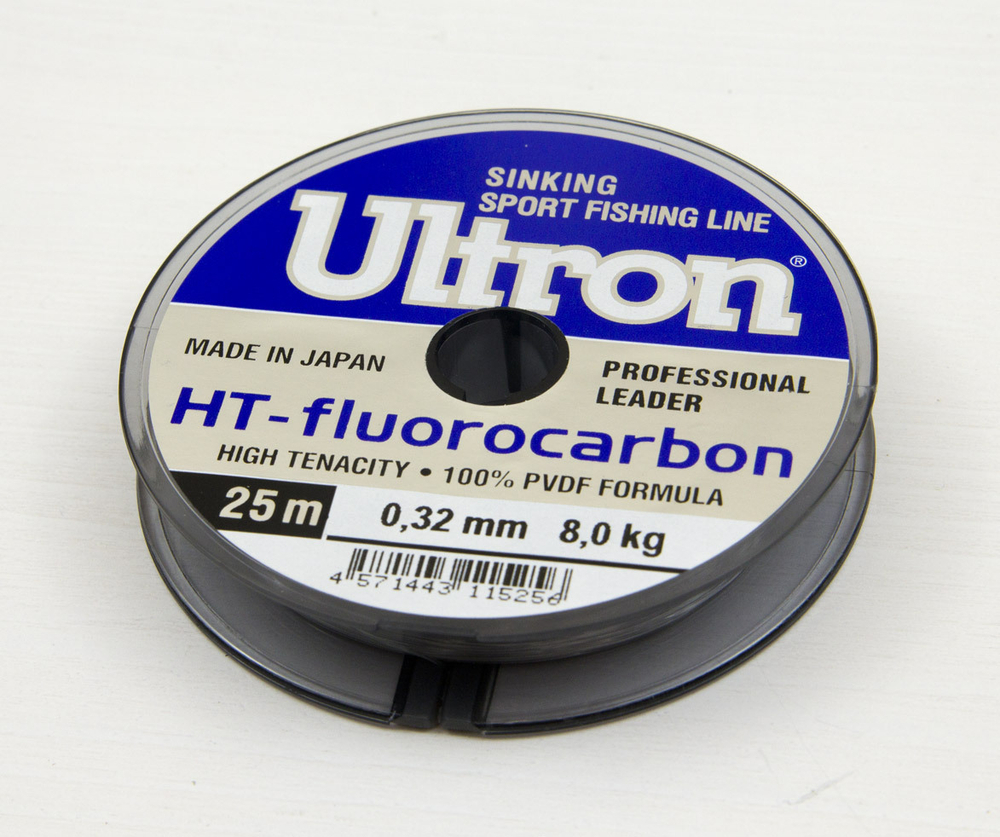 SINKING
SPORT FISHING LINE
Ultron®
MADE IN JAPAN
PROFESSIONAL
LEADER
HT-fluorocarbon
HIGH TENACITY • 100% PVDF FORMULA
25 m
0,32 mm 8,0 kg
4 571443 115256